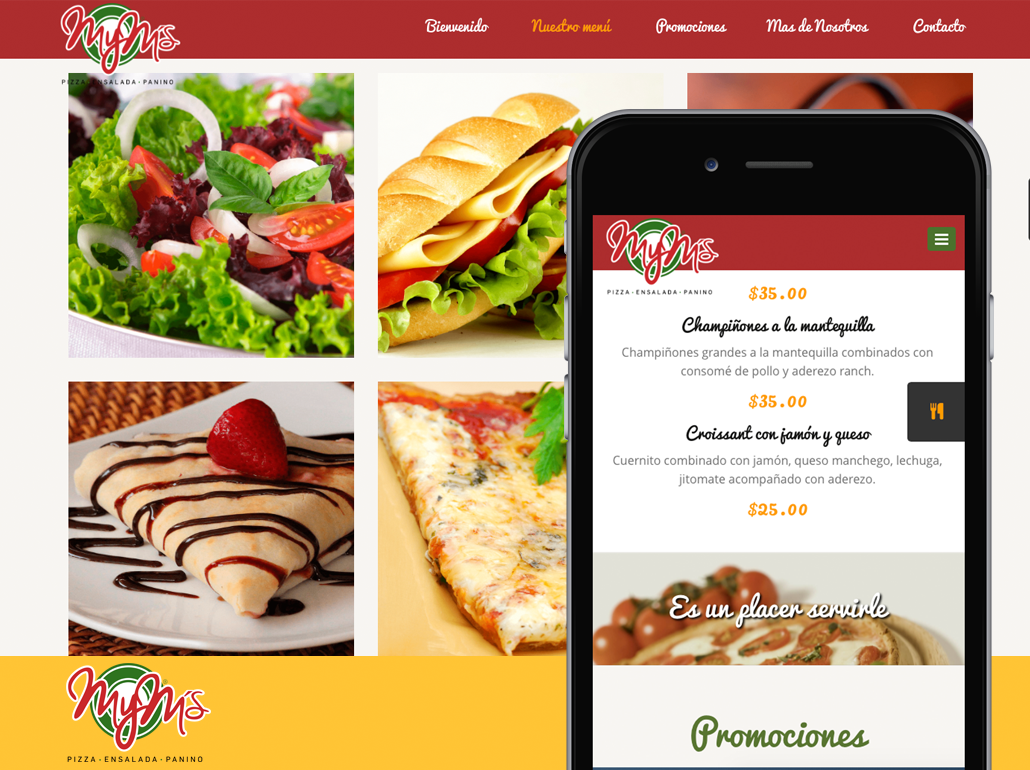 MyM's
PIZZA · ENSALADA · PANINO
Bienvenido
Nuestro menú
Promociones
Mas de Nosotros
Contacto
MyM's
PIZZA · ENSALADA · PANINO
$35.00
Champiñones a la mantequilla
Champiñones grandes a la mantequilla combinados con
consomé de pollo y aderezo ranch.
$35.00
Croissant con jamón y queso
Cuernito combinado con jamón, queso manchego, lechuga,
jitomate acompañado con aderezo.
$25.00
Es un placer servirle
Promociones
MyM's
PIZZA · ENSALADA · PANINO